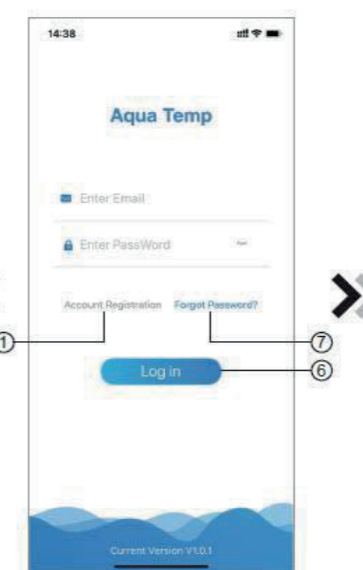 14:38
Aqua Temp
Enter Email
Enter PassWord
Account Registration Forgot Password?
① ⑦
Log in ⑥
Current Version V1.0.1